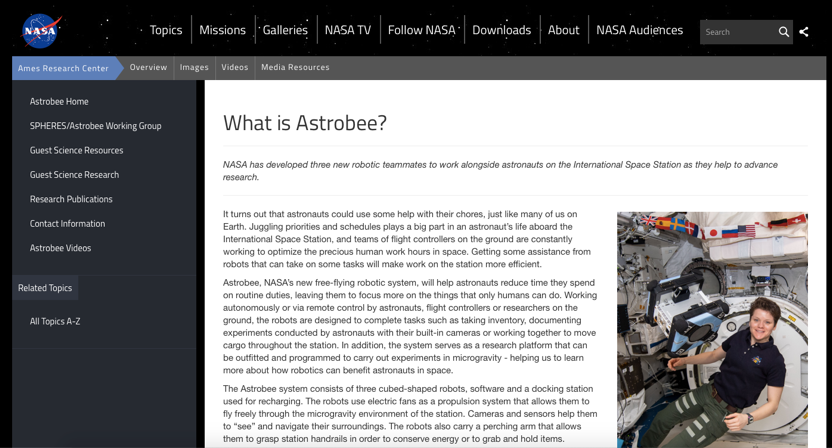 NASA
Topics
Missions
Galleries
NASA TV
Follow NASA
Downloads
About
NASA Audiences
Search
Ames Research Center
Overview
Images
Videos
Media Resources
Astrobee Home
SPHERES/Astrobee Working Group
Guest Science Resources
Guest Science Research
Research Publications
Contact Information
Astrobee Videos
Related Topics
All Topics A-Z
What is Astrobee?
NASA has developed three new robotic teammates to work alongside astronauts on the International Space Station as they help to advance
research.
It turns out that astronauts could use some help with their chores, just like many of us on
Earth. Juggling priorities and schedules plays a big part in an astronaut's life aboard the
International Space Station, and teams of flight controllers on the ground are constantly
working to optimize the precious human work hours in space. Getting some assistance from
robots that can take on some tasks will make work on the station more efficient.
Astrobee, NASA's new free-flying robotic system, will help astronauts reduce time they spend
on routine duties, leaving them to focus more on the things that only humans can do. Working
autonomously or via remote control by astronauts, flight controllers or researchers on the
ground, the robots are designed to complete tasks such as taking inventory, documenting
experiments conducted by astronauts with their built-in cameras or working together to move
cargo throughout the station. In addition, the system serves as a research platform that can
be outfitted and programmed to carry out experiments in microgravity - helping us to learn
more about how robotics can benefit astronauts in space.
The Astrobee system consists of three cubed-shaped robots, software and a docking station
used for recharging. The robots use electric fans as a propulsion system that allows them to
fly freely through the microgravity environment of the station. Cameras and sensors help them
to “see” and navigate their surroundings. The robots also carry a perching arm that allows
them to grasp station handrails in order to conserve energy or to grab and hold items.